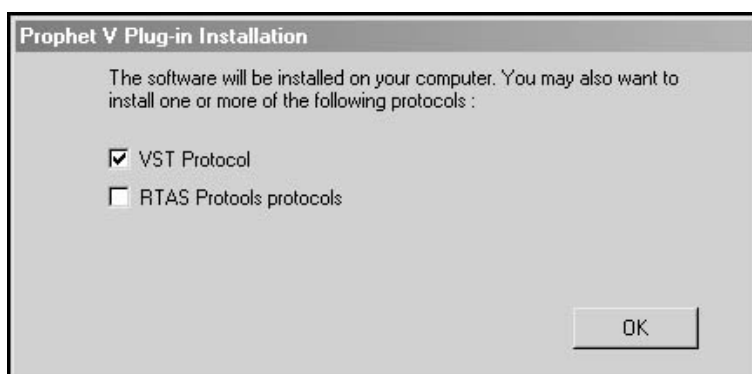 Prophet V Plug-in Installation
The software will be installed on your computer. You may also want to
install one or more of the following protocols :
VST Protocol
RTAS Protools protocols
OK